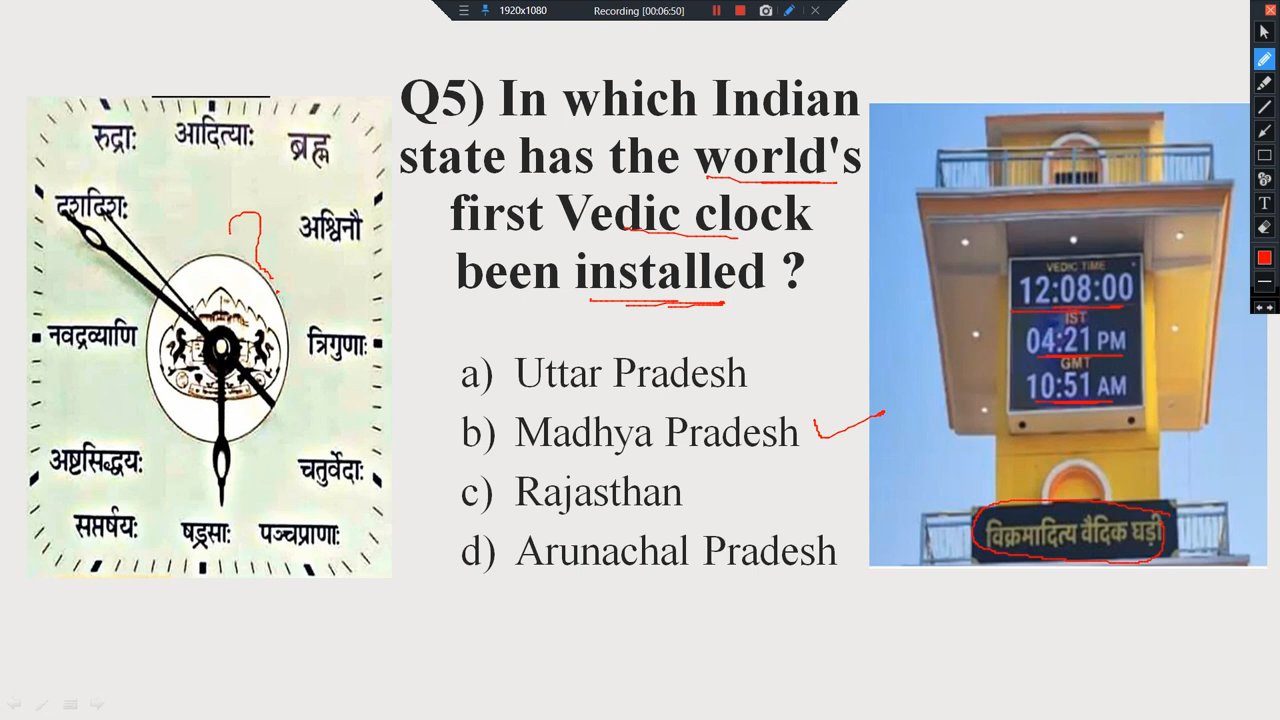 1920x1080
Recording [00:06:50]
Q5) In which Indian
state has the world's
first Vedic clock
been installed ?
a) Uttar Pradesh
b) Madhya Pradesh
c) Rajasthan
d) Arunachal Pradesh
रुद्राः आदित्याः ब्रह्म
दशदिशः अश्विनौ
नवद्रव्याणि त्रिगुणाः
अष्टसिद्धयः चतुर्वेदाः
सप्तर्षयः षड्रसाः पञ्चप्राणाः
VEDIC TIME
12:08:00
IST
04:21 PM
GMT
10:51 AM
विक्रमादित्य वैदिक घड़ी
T